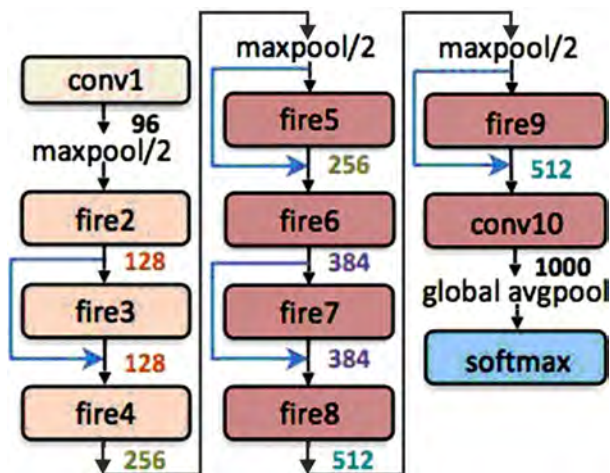 conv1
96
maxpool/2
fire2
128
fire3
128
fire4
256
maxpool/2
fire5
256
fire6
384
fire7
384
fire8
512
maxpool/2
fire9
512
conv10
1000
global avgpool
softmax